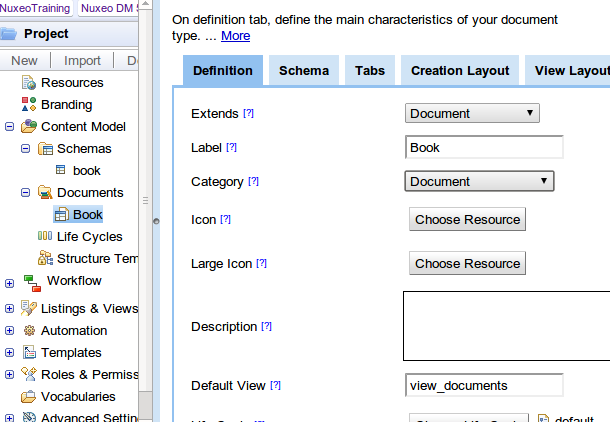 NuxeoTraining Nuxeo DM
Project
New Import
Resources
Branding
Content Model
Schemas
book
Documents
Book
Life Cycles
Structure Tem
Workflow
Listings & Views
Automation
Templates
Roles & Permiss
Vocabularies
Advanced Settin
On definition tab, define the main characteristics of your document
type. ... More
Definition Schema Tabs Creation Layout View Layout
Extends [?] Document
Label [?] Book
Category [?] Document
Icon [?] Choose Resource
Large Icon [?] Choose Resource
Description [?]
Default View [?] view_documents
default